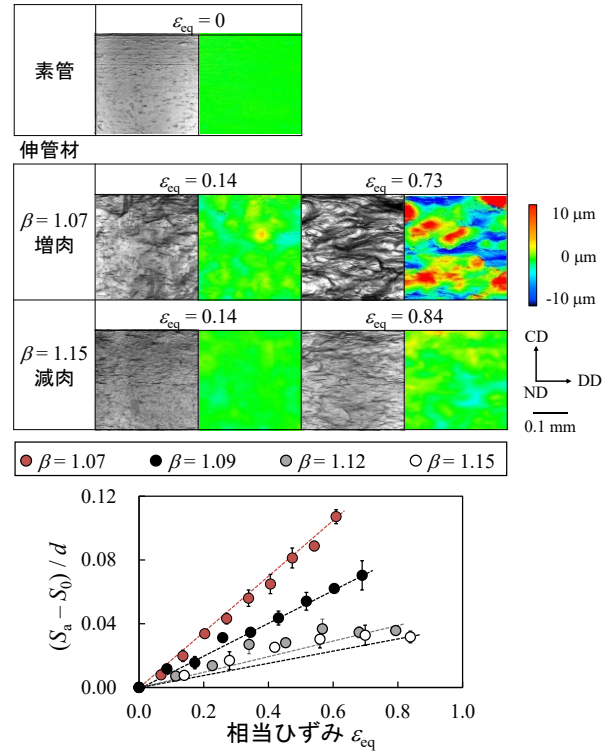 ε_eq = 0
素管
伸管材
ε_eq = 0.14 ε_eq = 0.73
β = 1.07
増肉
10 μm
0 μm
-10 μm
ε_eq = 0.14 ε_eq = 0.84
β = 1.15
減肉
CD
ND DD
0.1 mm
β = 1.07 β = 1.09 β = 1.12 β = 1.15
(S_a − S_0) / d
0.12
0.08
0.04
0.00
0.0 0.2 0.4 0.6 0.8 1.0
相当ひずみ ε_eq